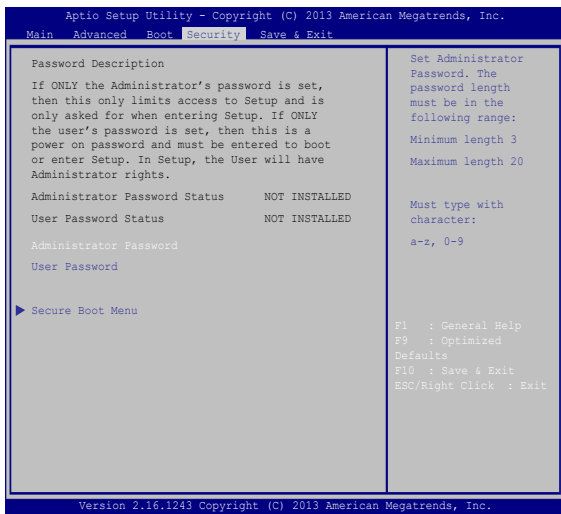 Aptio Setup Utility - Copyright (C) 2013 American Megatrends, Inc.
Main Advanced Boot Security Save & Exit
Password Description
If ONLY the Administrator's password is set,
then this only limits access to Setup and is
only asked for when entering Setup. If ONLY
the user's password is set, then this is a
power on password and must be entered to boot
or enter Setup. In Setup, the User will have
Administrator rights.
Administrator Password Status NOT INSTALLED
User Password Status NOT INSTALLED
Administrator Password
User Password
Secure Boot Menu
Set Administrator
Password. The
password length
must be in the
following range:
Minimum length 3
Maximum length 20
Must type with
character:
a-z, 0-9
F1 : General Help
F9 : Optimized
Defaults
F10 : Save & Exit
ESC/Right Click : Exit
Version 2.16.1243 Copyright (C) 2013 American Megatrends, Inc.